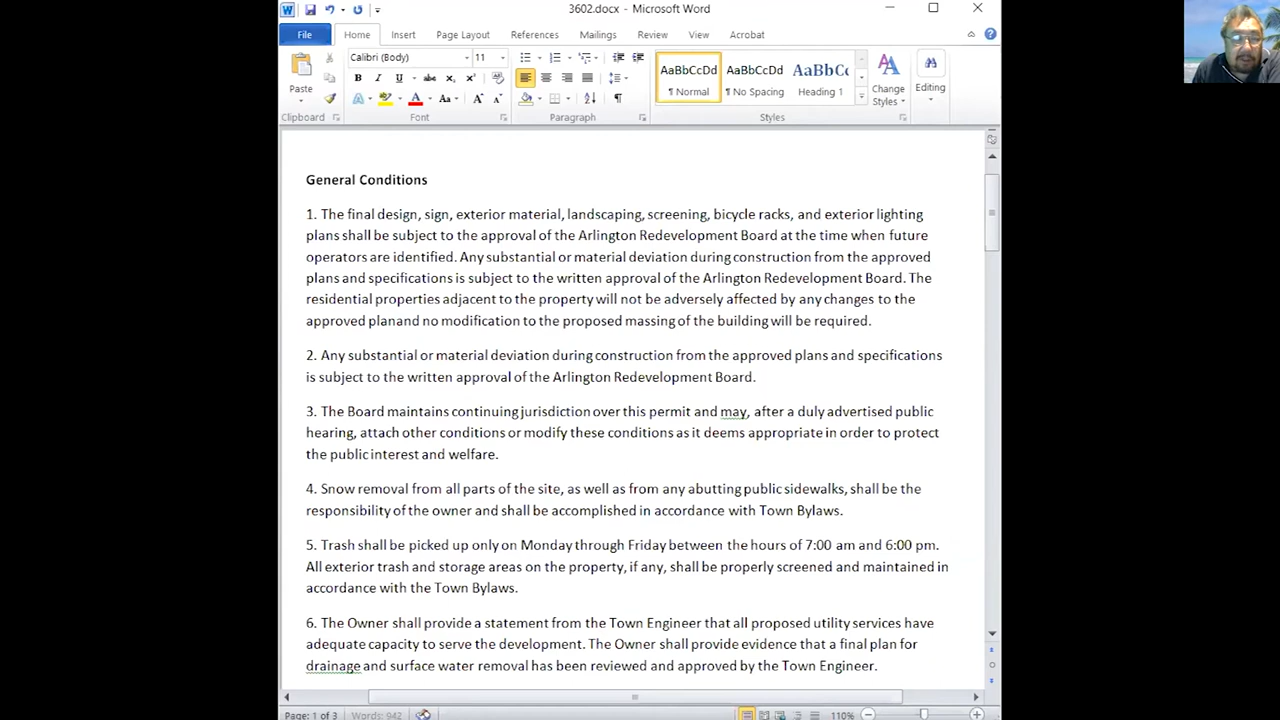 3602.docx - Microsoft Word
File Home Insert Page Layout References Mailings Review View Acrobat
Calibri (Body) 11
AaBbCcDd AaBbCcDd AaBbCc
¶ Normal ¶ No Spacing Heading 1
Paste
Change Styles
Editing
Clipboard Font Paragraph Styles
General Conditions
1. The final design, sign, exterior material, landscaping, screening, bicycle racks, and exterior lighting
plans shall be subject to the approval of the Arlington Redevelopment Board at the time when future
operators are identified. Any substantial or material deviation during construction from the approved
plans and specifications is subject to the written approval of the Arlington Redevelopment Board. The
residential properties adjacent to the property will not be adversely affected by any changes to the
approved planand no modification to the proposed massing of the building will be required.
2. Any substantial or material deviation during construction from the approved plans and specifications
is subject to the written approval of the Arlington Redevelopment Board.
3. The Board maintains continuing jurisdiction over this permit and may, after a duly advertised public
hearing, attach other conditions or modify these conditions as it deems appropriate in order to protect
the public interest and welfare.
4. Snow removal from all parts of the site, as well as from any abutting public sidewalks, shall be the
responsibility of the owner and shall be accomplished in accordance with Town Bylaws.
5. Trash shall be picked up only on Monday through Friday between the hours of 7:00 am and 6:00 pm.
All exterior trash and storage areas on the property, if any, shall be properly screened and maintained in
accordance with the Town Bylaws.
6. The Owner shall provide a statement from the Town Engineer that all proposed utility services have
adequate capacity to serve the development. The Owner shall provide evidence that a final plan for
drainage and surface water removal has been reviewed and approved by the Town Engineer.
Page: 1 of 3 Words: 942 110%